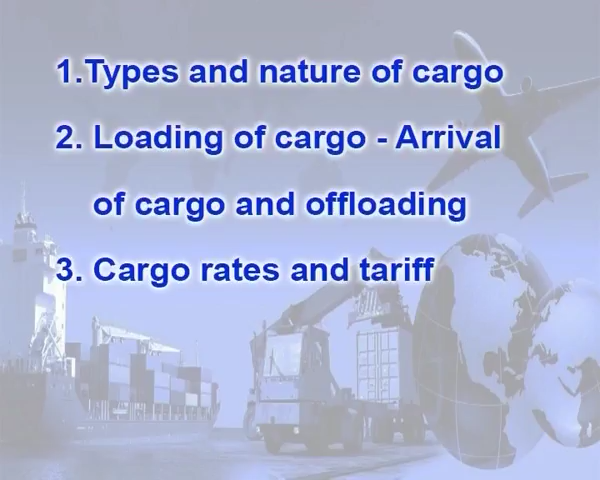 1.Types and nature of cargo
2. Loading of cargo - Arrival
of cargo and offloading
3. Cargo rates and tariff